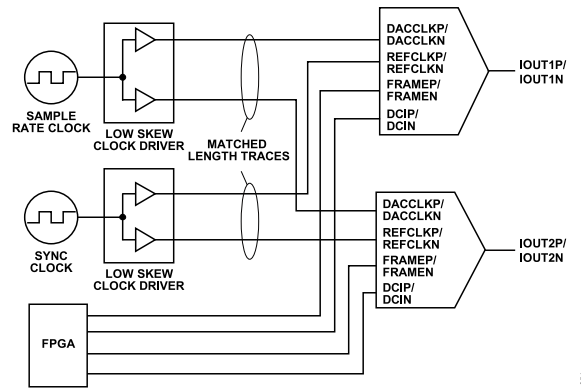 SAMPLE
RATE CLOCK
LOW SKEW
CLOCK DRIVER
MATCHED
LENGTH TRACES
DACCLKP/
DACCLKN
REFCLKP/
REFCLKN
FRAMEP/
FRAMEN
DCIP/
DCIN
IOUT1P/
IOUT1N
SYNC
CLOCK
LOW SKEW
CLOCK DRIVER
DACCLKP/
DACCLKN
REFCLKP/
REFCLKN
FRAMEP/
FRAMEN
DCIP/
DCIN
IOUT2P/
IOUT2N
FPGA